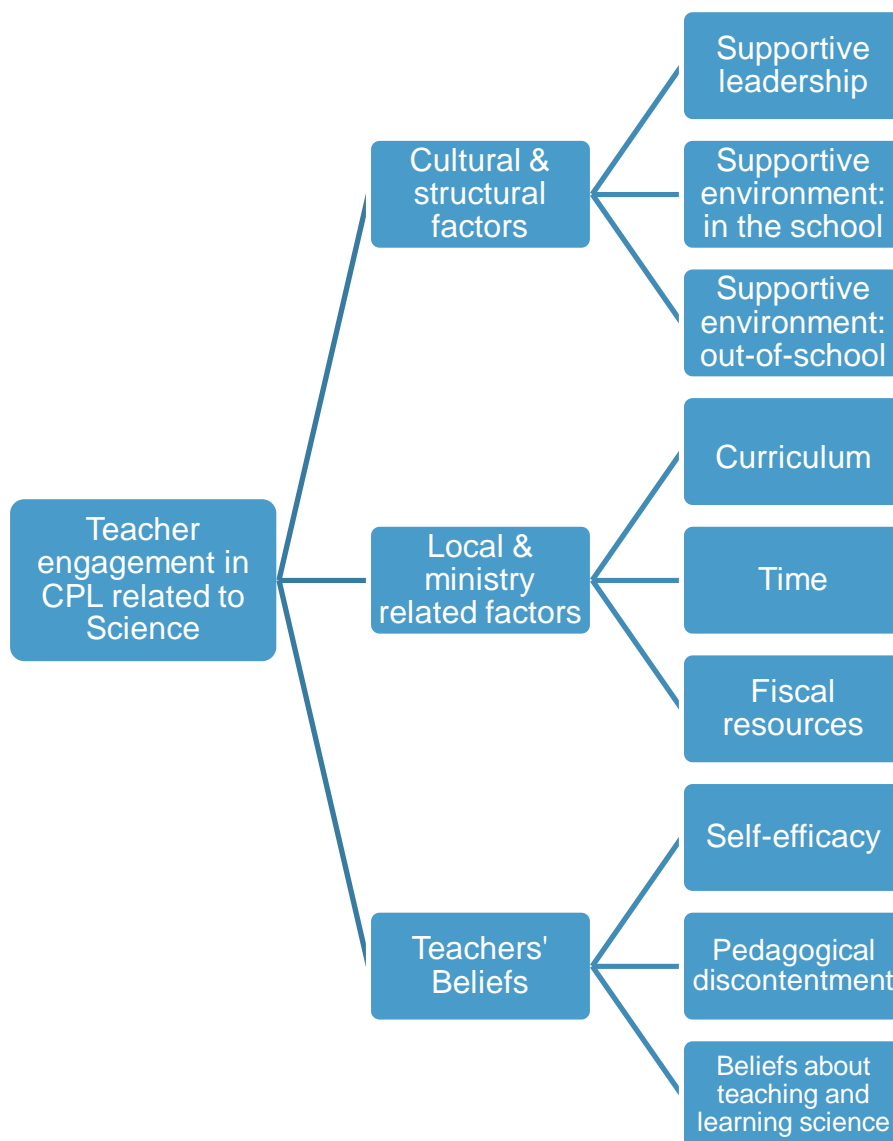 Supportive
leadership
Cultural &
structural
factors
Supportive
environment:
in the school
Supportive
environment:
out-of-school
Teacher
engagement in
CPL related to
Science
Local &
ministry
related factors
Curriculum
Time
Fiscal
resources
Teachers'
Beliefs
Self-efficacy
Pedagogical
discontentment
Beliefs about
teaching and
learning science